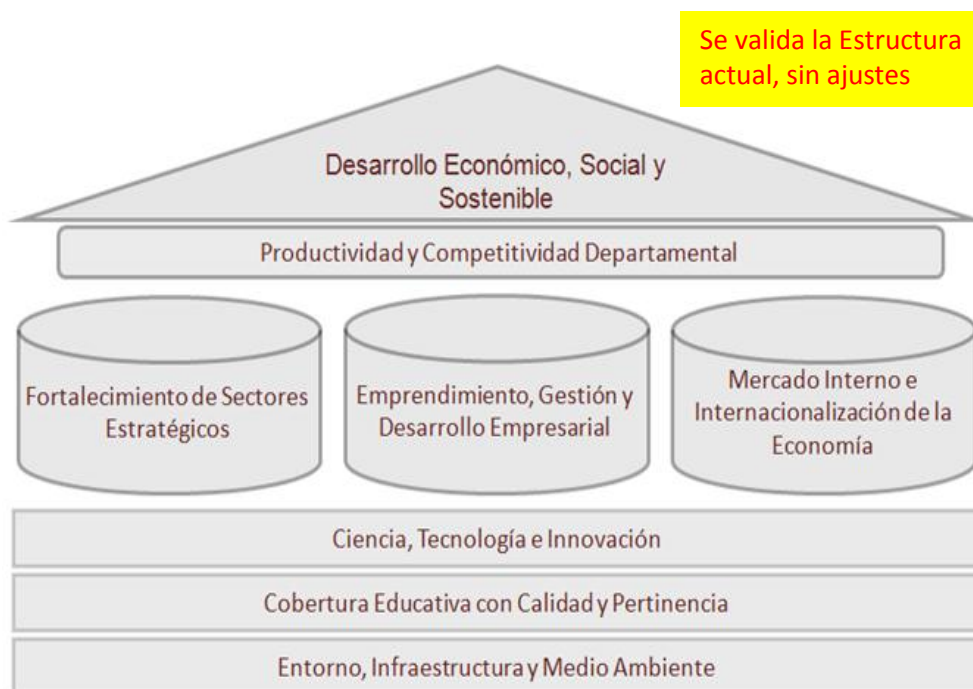 Se valida la Estructura
actual, sin ajustes
Desarrollo Económico, Social y
Sostenible
Productividad y Competitividad Departamental
Fortalecimiento de Sectores
Estratégicos
Emprendimiento, Gestión y
Desarrollo Empresarial
Mercado Interno e
Internacionalización de la
Economía
Ciencia, Tecnología e Innovación
Cobertura Educativa con Calidad y Pertinencia
Entorno, Infraestructura y Medio Ambiente